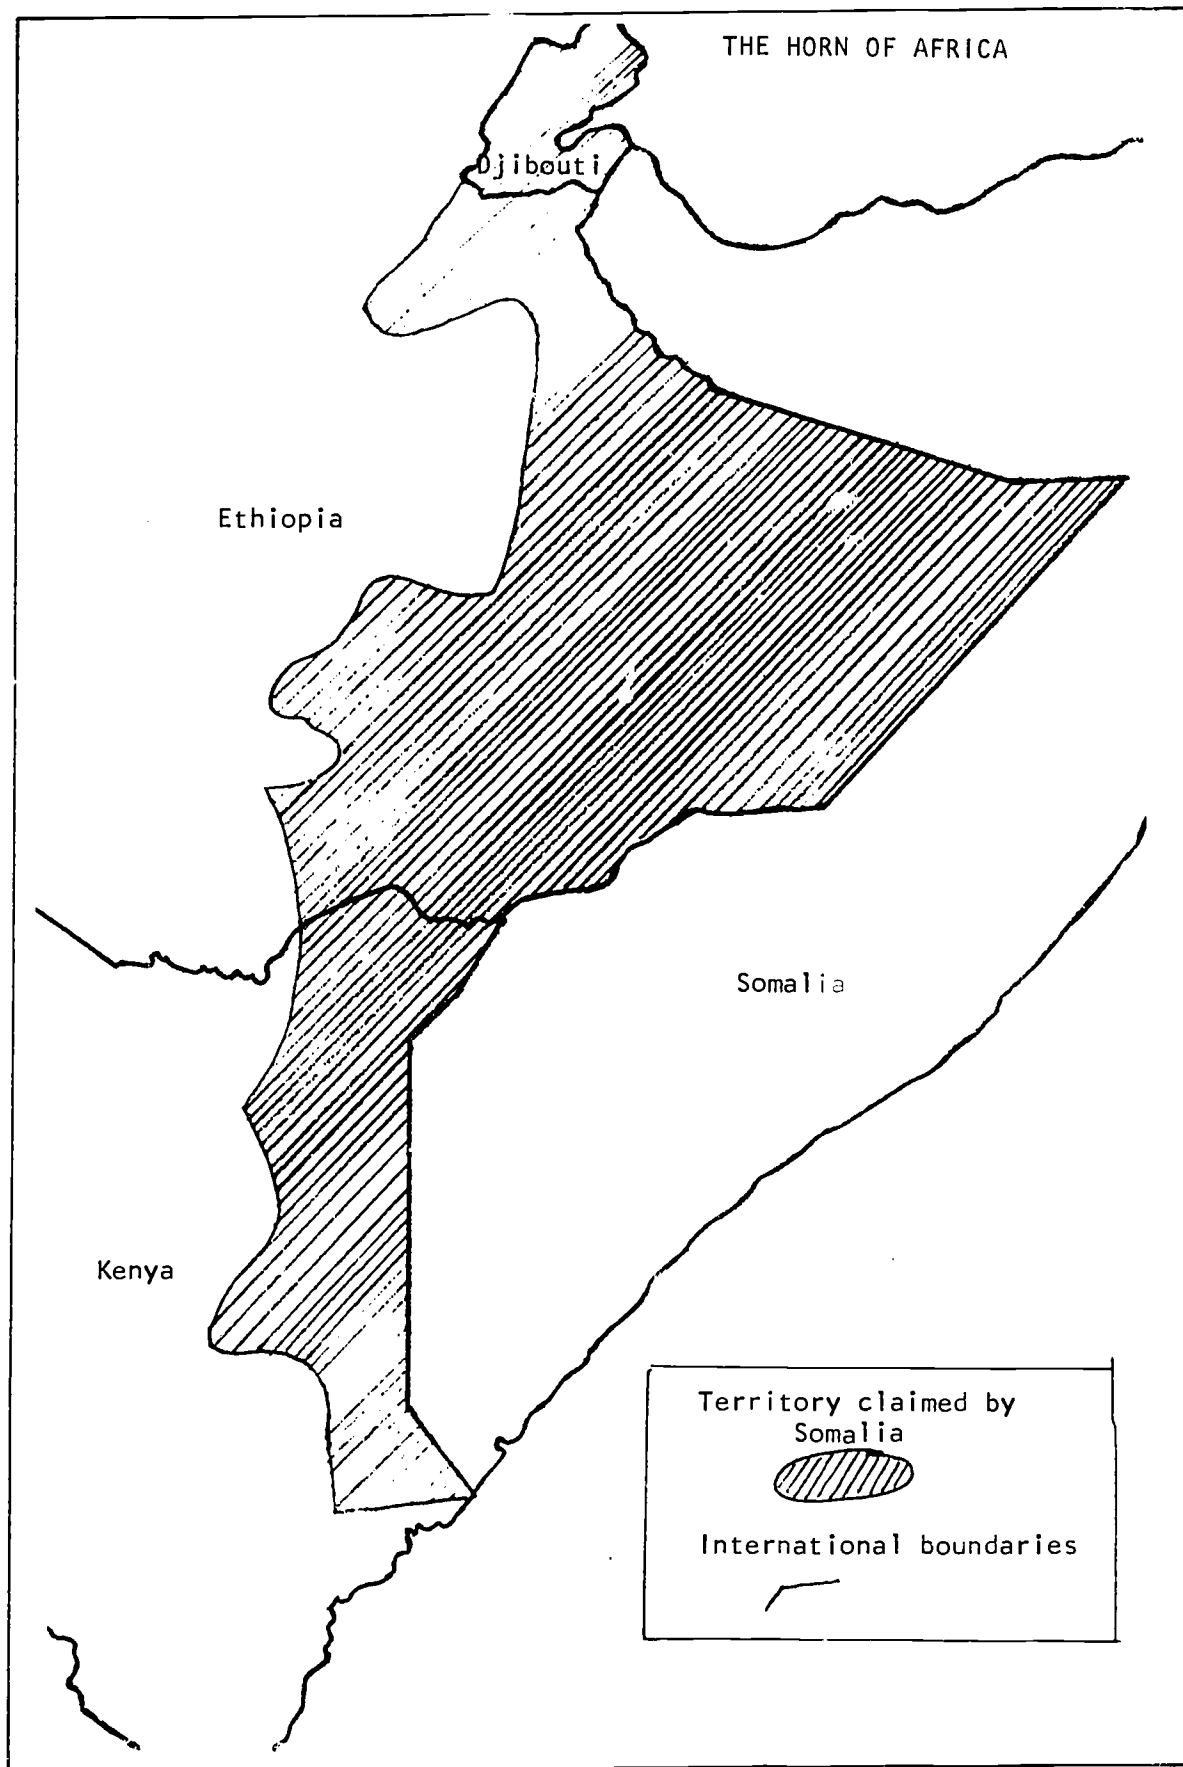 THE HORN OF AFRICA
Djibouti
Ethiopia
Somalia
Kenya
Territory claimed by
Somalia
International boundaries